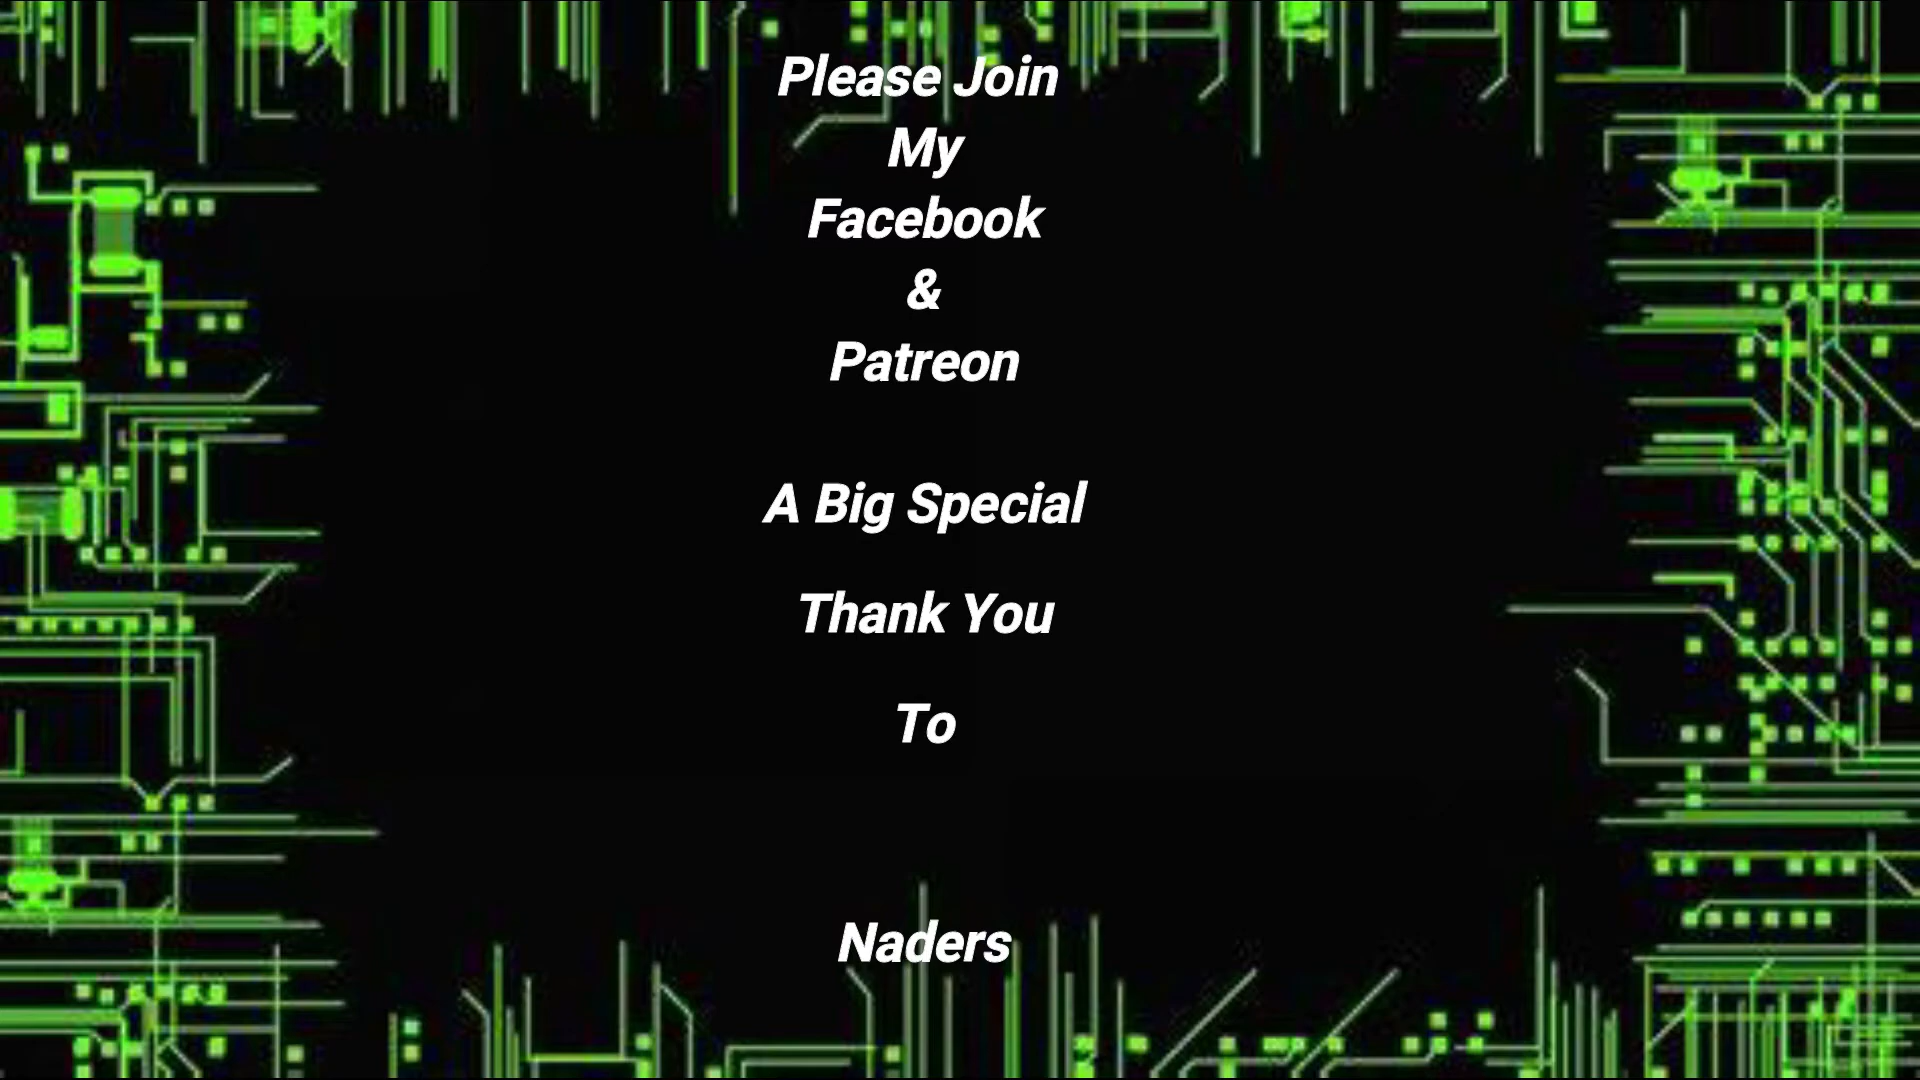 Please Join
My
Facebook
&
Patreon
A Big Special
Thank You
To
Naders